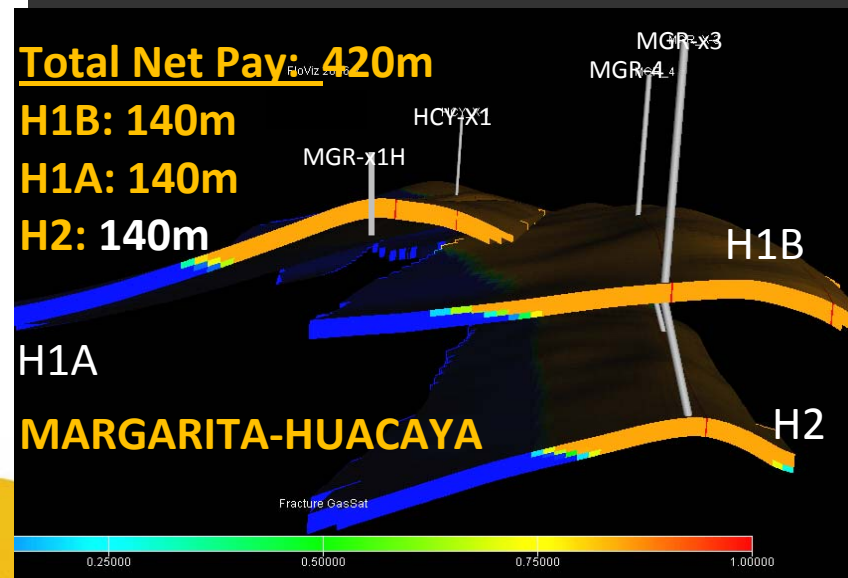 Total Net Pay: 420m
H1B: 140m
H1A: 140m
H2: 140m
MGR-x3
MGR-4
HCY-X1
MGR-x1H
H1B
H1A
H2
MARGARITA-HUACAYA
Fracture GasSat
0.25000 0.50000 0.75000 1.00000